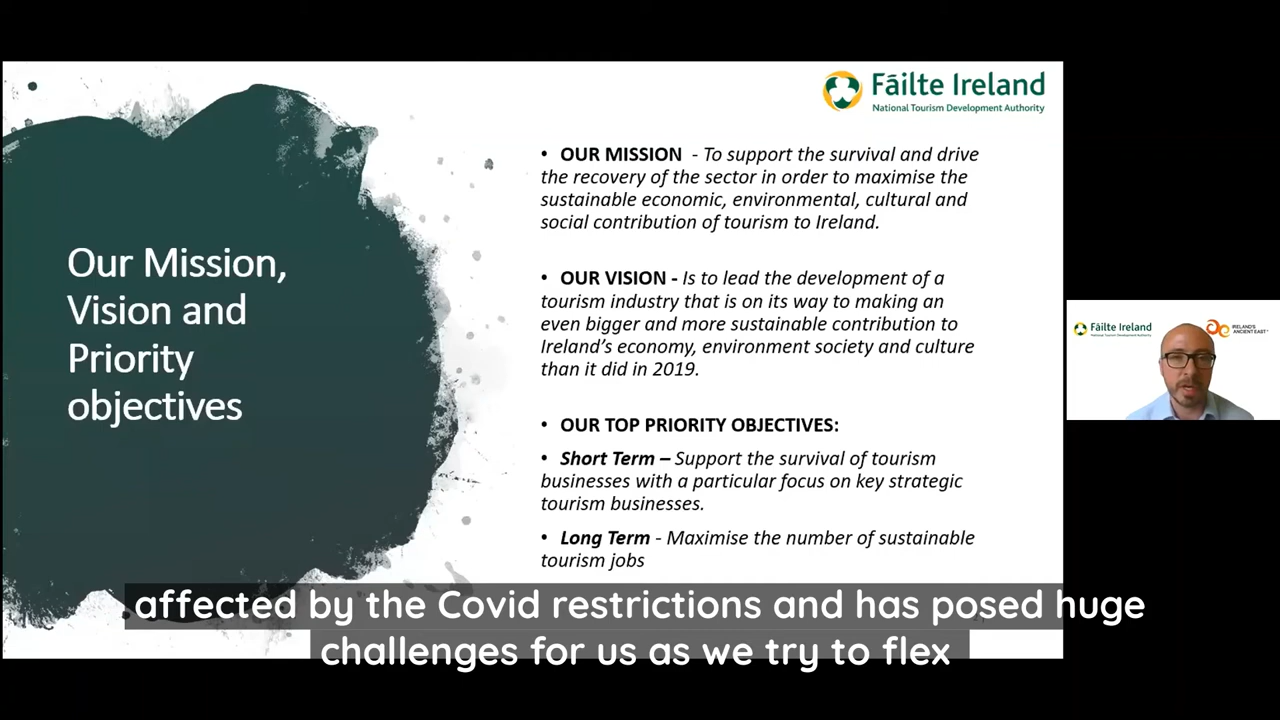 Fáilte Ireland
National Tourism Development Authority
Our Mission,
Vision and
Priority
objectives
• OUR MISSION - To support the survival and drive
the recovery of the sector in order to maximise the
sustainable economic, environmental, cultural and
social contribution of tourism to Ireland.
• OUR VISION - Is to lead the development of a
tourism industry that is on its way to making an
even bigger and more sustainable contribution to
Ireland's economy, environment society and culture
than it did in 2019.
• OUR TOP PRIORITY OBJECTIVES:
• Short Term – Support the survival of tourism
businesses with a particular focus on key strategic
tourism businesses.
• Long Term - Maximise the number of sustainable
tourism jobs
Fáilte Ireland
National Tourism Development Authority
IRELAND'S
ANCIENT EAST
affected by the Covid restrictions and has posed huge
challenges for us as we try to flex